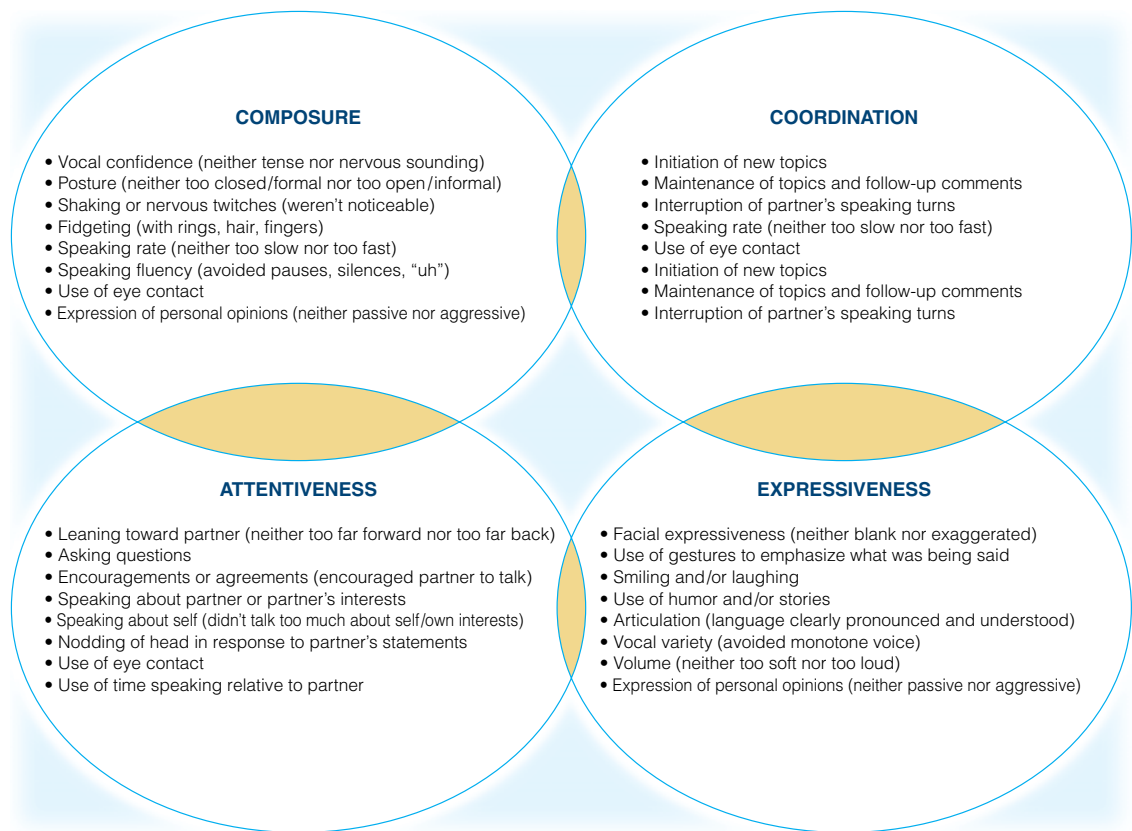 COMPOSURE
• Vocal confidence (neither tense nor nervous sounding)
• Posture (neither too closed/formal nor too open/informal)
• Shaking or nervous twitches (weren't noticeable)
• Fidgeting (with rings, hair, fingers)
• Speaking rate (neither too slow nor too fast)
• Speaking fluency (avoided pauses, silences, “uh”)
• Use of eye contact
• Expression of personal opinions (neither passive nor aggressive)
COORDINATION
• Initiation of new topics
• Maintenance of topics and follow-up comments
• Interruption of partner's speaking turns
• Speaking rate (neither too slow nor too fast)
• Use of eye contact
• Initiation of new topics
• Maintenance of topics and follow-up comments
• Interruption of partner's speaking turns
ATTENTIVENESS
• Leaning toward partner (neither too far forward nor too far back)
• Asking questions
• Encouragements or agreements (encouraged partner to talk)
• Speaking about partner or partner's interests
• Speaking about self (didn't talk too much about self/own interests)
• Nodding of head in response to partner's statements
• Use of eye contact
• Use of time speaking relative to partner
EXPRESSIVENESS
• Facial expressiveness (neither blank nor exaggerated)
• Use of gestures to emphasize what was being said
• Smiling and/or laughing
• Use of humor and/or stories
• Articulation (language clearly pronounced and understood)
• Vocal variety (avoided monotone voice)
• Volume (neither too soft nor too loud)
• Expression of personal opinions (neither passive nor aggressive)